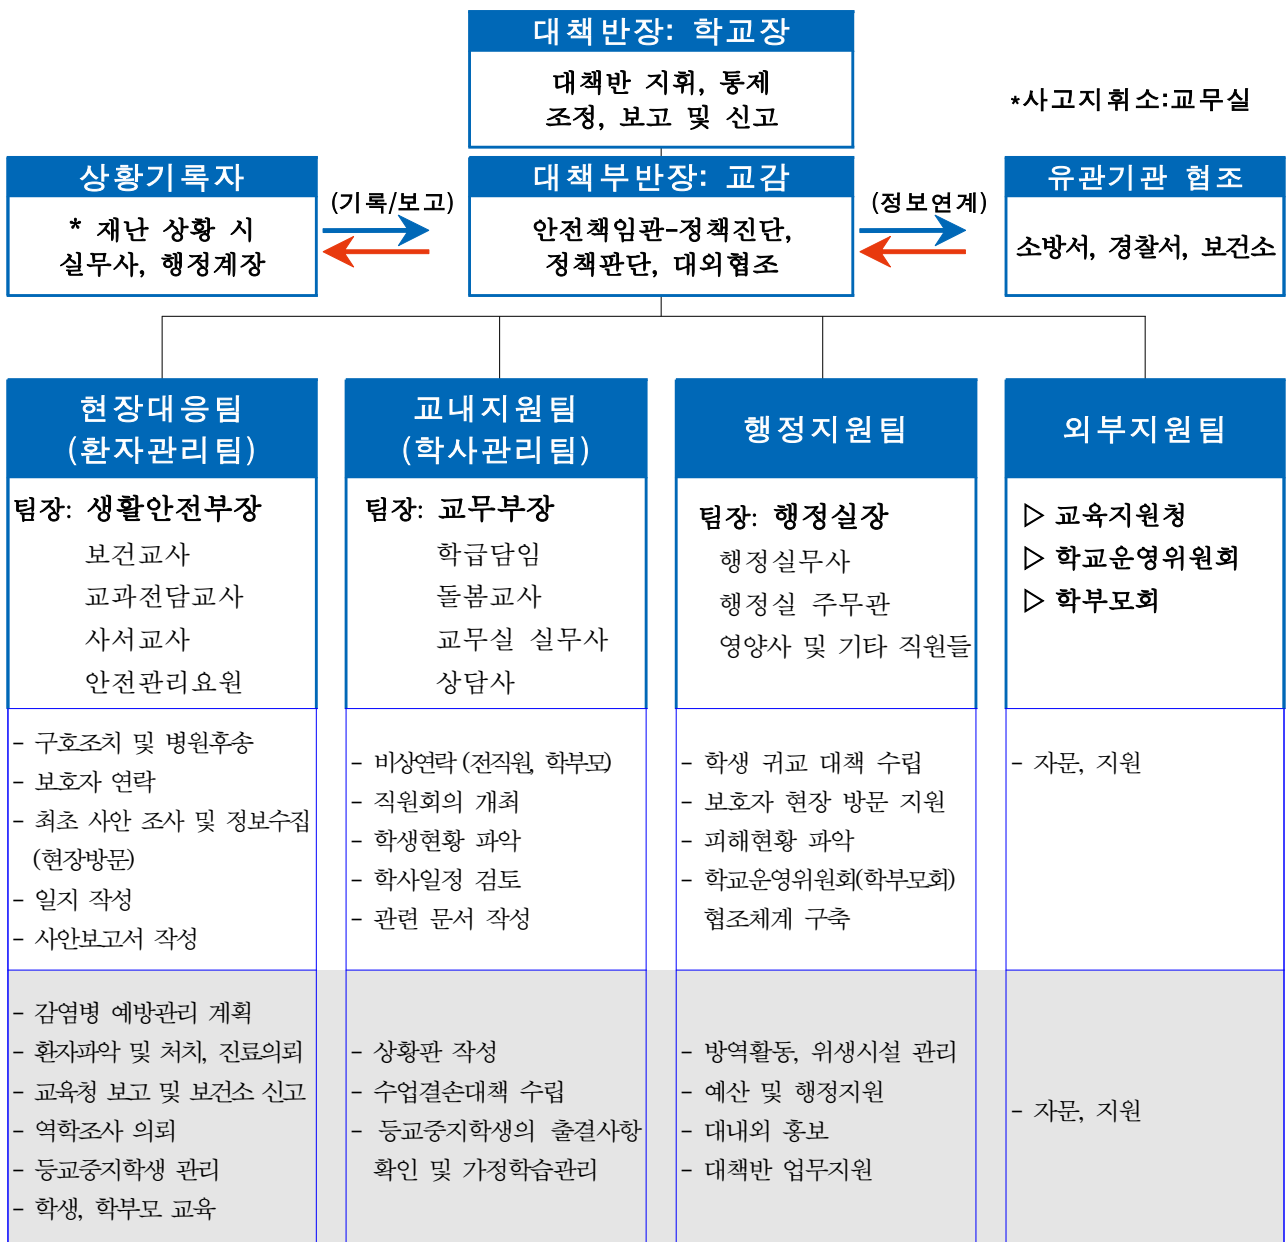 대책반장: 학교장
대책반 지휘, 통제
조정, 보고 및 신고
*사고지휘소:교무실
상황기록자
* 재난 상황 시
실무사, 행정계장
(기록/보고)
대책부반장: 교감
안전책임관-정책진단,
정책판단, 대외협조
(정보연계)
유관기관 협조
소방서, 경찰서, 보건소
현장대응팀
(환자관리팀)
팀장: 생활안전부장
보건교사
교과전담교사
사서교사
안전관리요원
- 구호조치 및 병원후송
- 보호자 연락
- 최초 사안 조사 및 정보수집
(현장방문)
- 일지 작성
- 사안보고서 작성
- 감염병 예방관리 계획
- 환자파악 및 처치, 진료의뢰
- 교육청 보고 및 보건소 신고
- 역학조사 의뢰
- 등교중지학생 관리
- 학생, 학부모 교육
교내지원팀
(학사관리팀)
팀장: 교무부장
학급담임
돌봄교사
교무실 실무사
상담사
- 비상연락(전직원, 학부모)
- 직원회의 개최
- 학생현황 파악
- 학사일정 검토
- 관련 문서 작성
- 상황판 작성
- 수업결손대책 수립
- 등교중지학생의 출결사항
확인 및 가정학습관리
행정지원팀
팀장: 행정실장
행정실무사
행정실 주무관
영양사 및 기타 직원들
- 학생 귀교 대책 수립
- 보호자 현장 방문 지원
- 피해현황 파악
- 학교운영위원회(학부모회)
협조체계 구축
- 방역활동, 위생시설 관리
- 예산 및 행정지원
- 대내외 홍보
- 대책반 업무지원
외부지원팀
▷ 교육지원청
▷ 학교운영위원회
▷ 학부모회
- 자문, 지원
- 자문, 지원